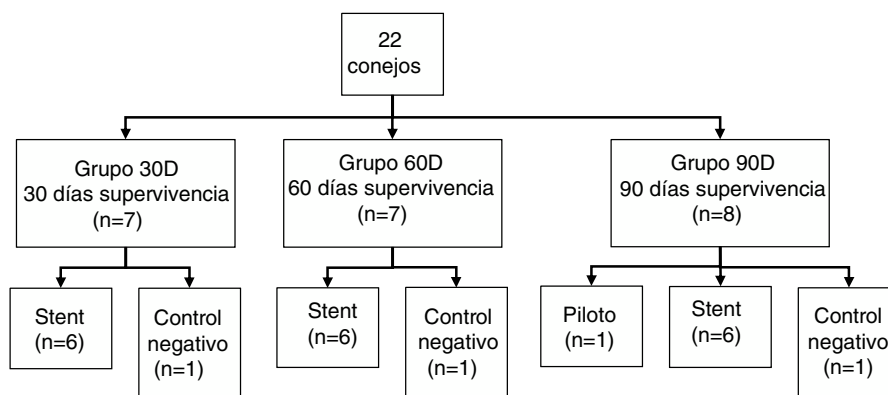 22
conejos
Grupo 30D
30 días supervivencia
(n=7)
Grupo 60D
60 días supervivencia
(n=7)
Grupo 90D
90 días supervivencia
(n=8)
Stent
(n=6)
Control
negativo
(n=1)
Stent
(n=6)
Control
negativo
(n=1)
Piloto
(n=1)
Stent
(n=6)
Control
negativo
(n=1)